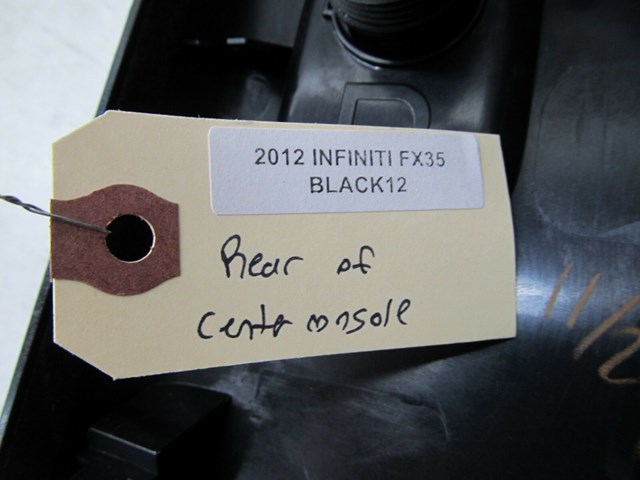 2012 INFINITI FX35
BLACK12
Rear of
Center console